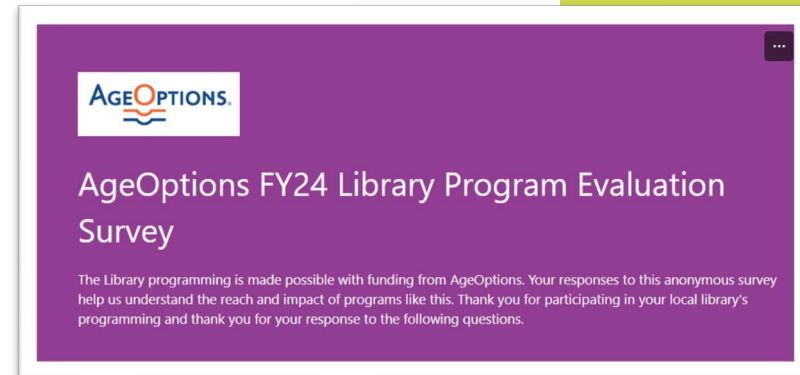 ...
AGEOPTIONS.
AgeOptions FY24 Library Program Evaluation
Survey
The Library programming is made possible with funding from AgeOptions. Your responses to this anonymous survey
help us understand the reach and impact of programs like this. Thank you for participating in your local library's
programming and thank you for your response to the following questions.